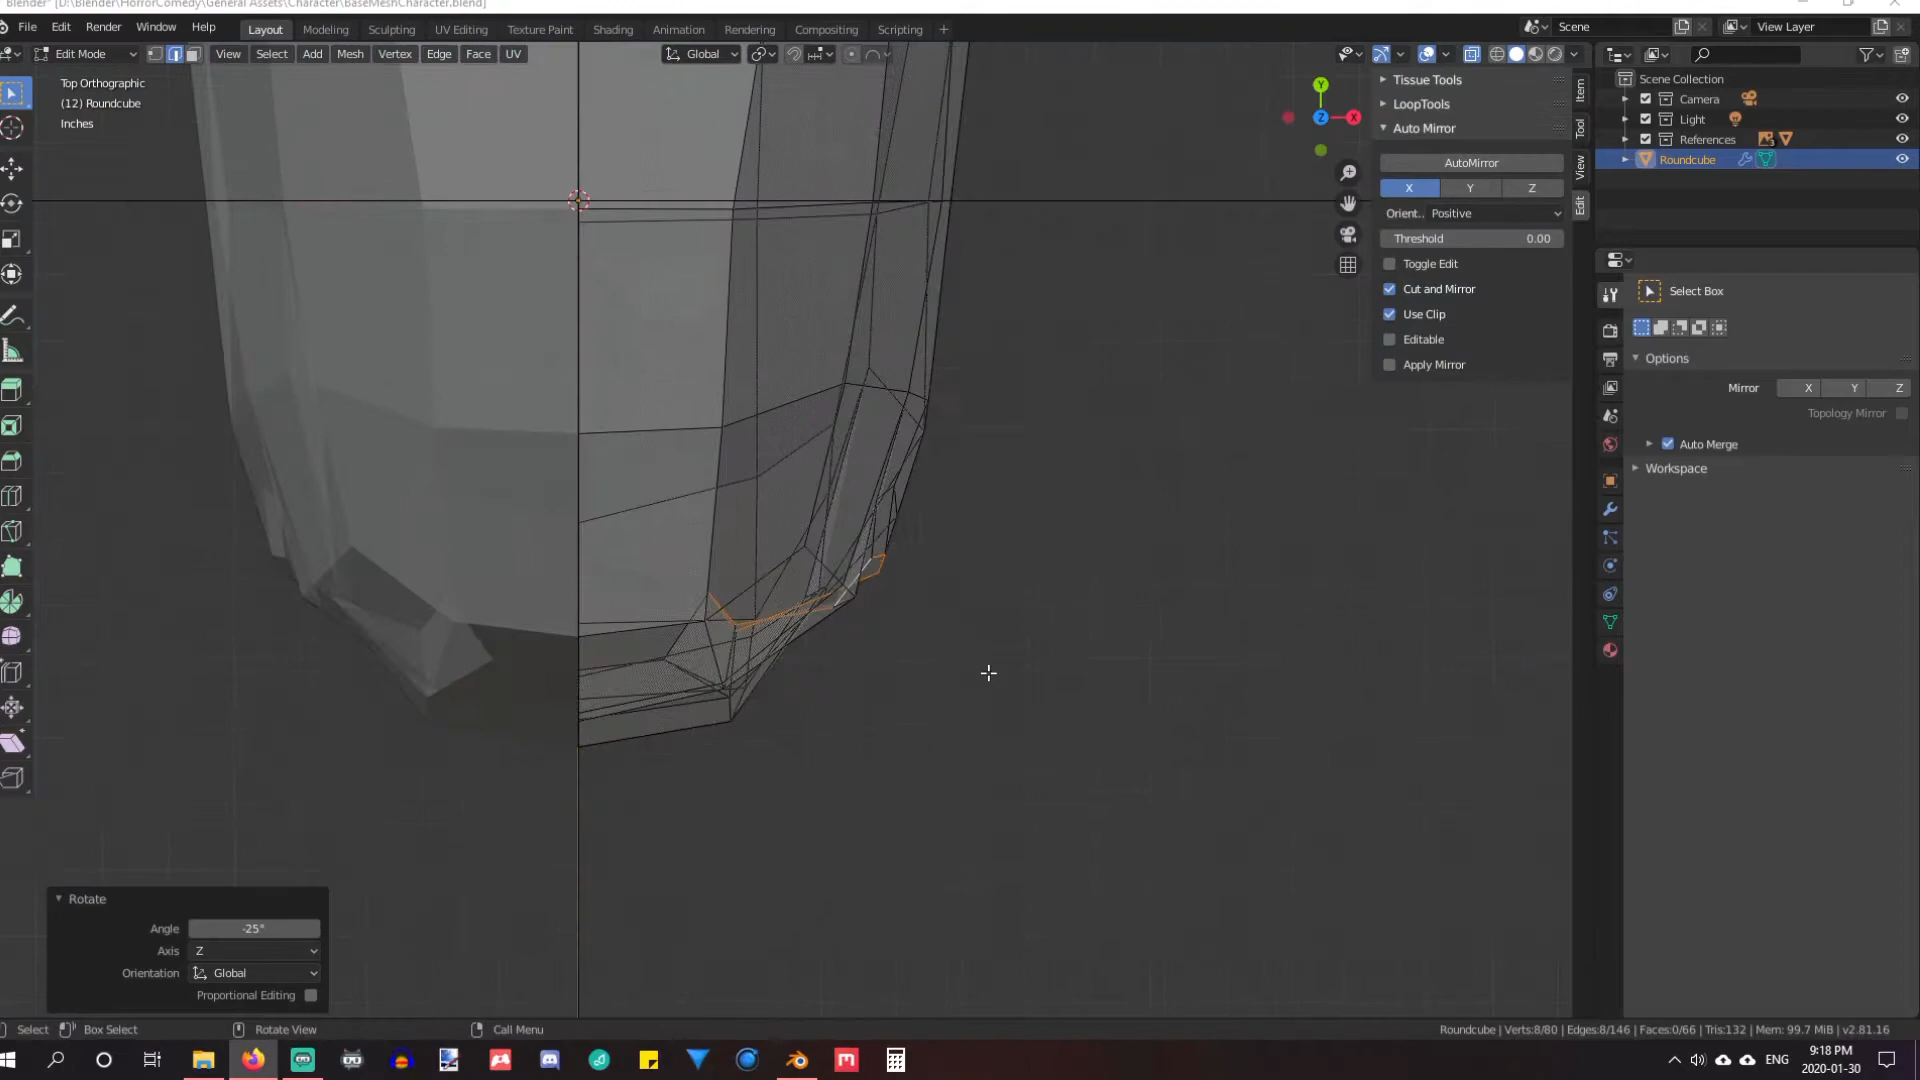 Blender* [D:\Blender\HorrorComedy\General Assets\Character\BaseMeshCharacter.blend]
File Edit Render Window Help
Layout Modeling Sculpting UV Editing Texture Paint Shading Animation Rendering Compositing Scripting
Scene
View Layer
Edit Mode
View Select Add Mesh Vertex Edge Face UV
Global
Top Orthographic
(12) Roundcube
Inches
Y
Z
X
Tissue Tools
LoopTools
Auto Mirror
AutoMirror
X Y Z
Orient.. Positive
Threshold 0.00
Toggle Edit
Cut and Mirror
Use Clip
Editable
Apply Mirror
Item
Tool
View
Edit
Scene Collection
Camera
Light
References
Roundcube
Select Box
Options
Mirror X Y Z
Topology Mirror
Auto Merge
Workspace
Rotate
Angle -25°
Axis Z
Orientation Global
Proportional Editing
Select Box Select Rotate View Call Menu
Roundcube | Verts:8/80 | Edges:8/146 | Faces:0/66 | Tris:132 | Mem: 99.7 MiB | v2.81.16
ENG
9:18 PM
2020-01-30